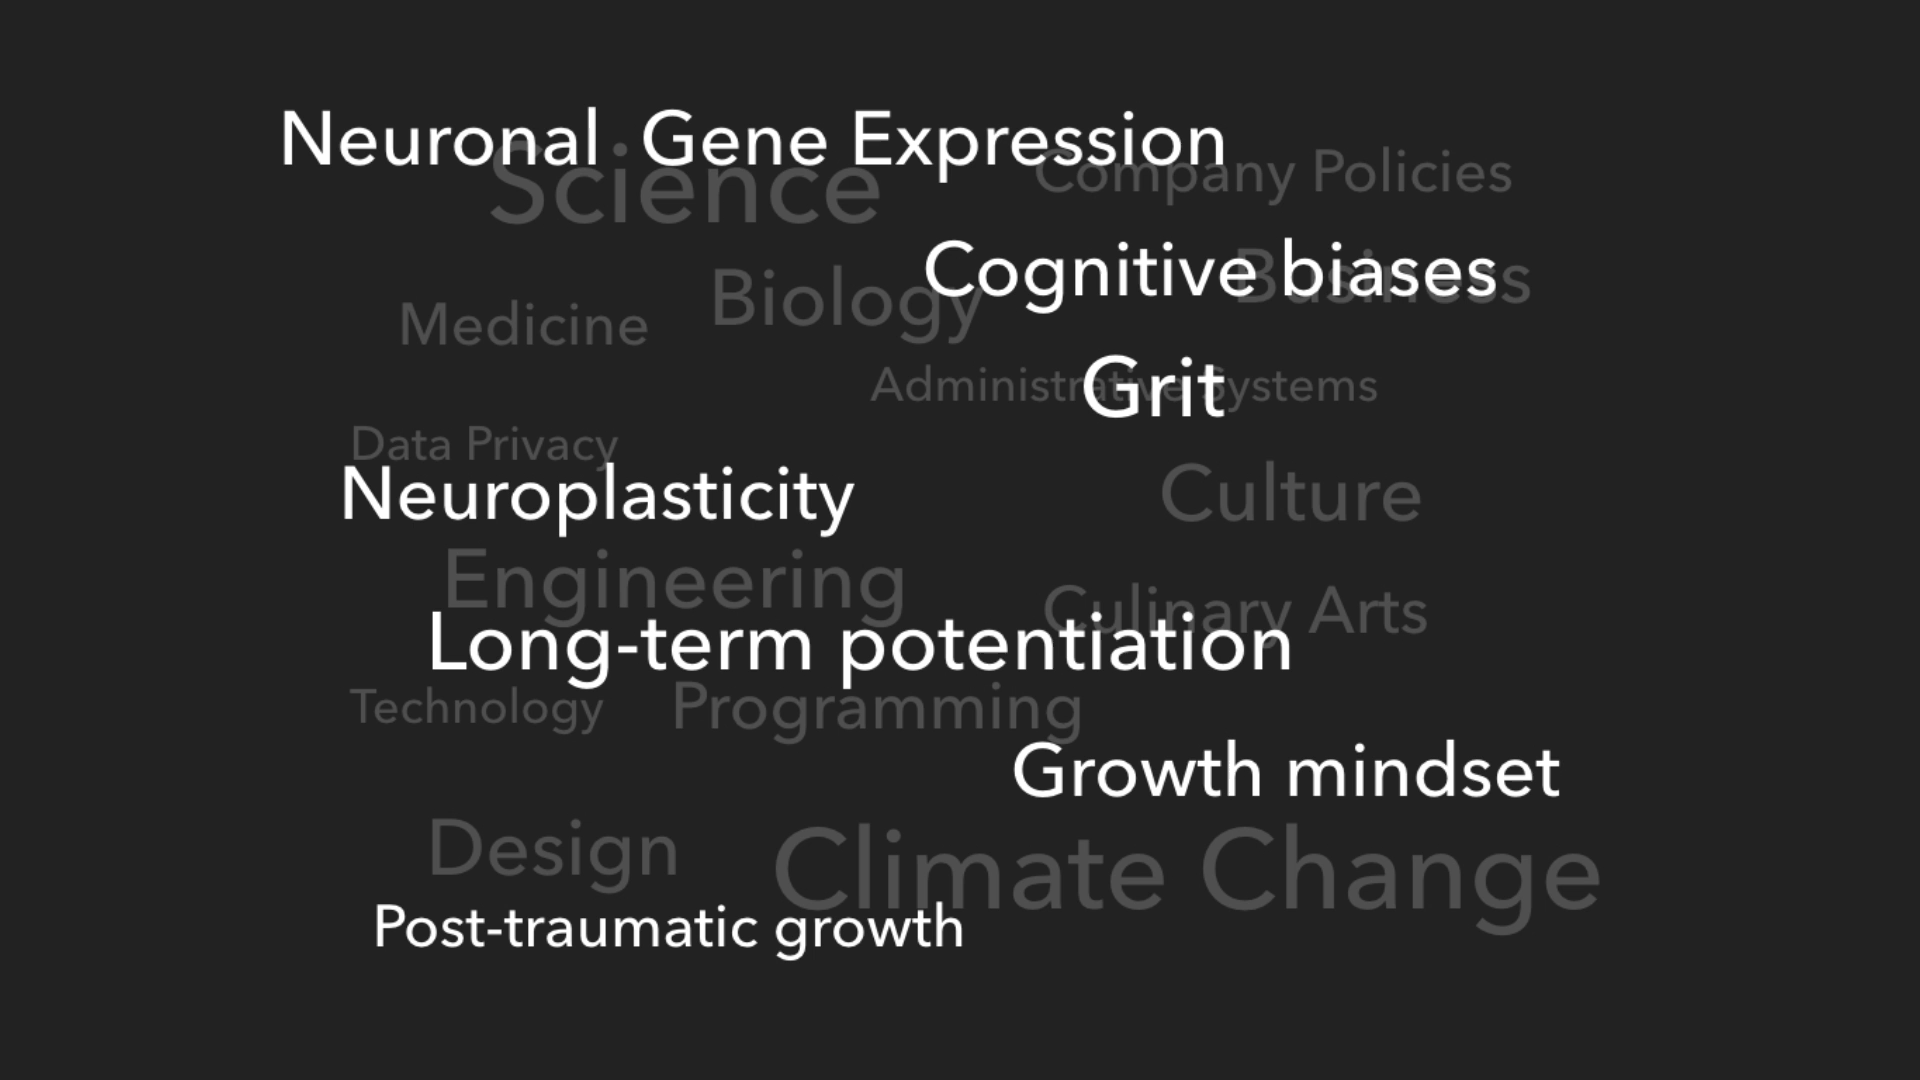 Neuronal  Gene Expression
Science
Company Policies
Cognitive biases
Business
Biology
Medicine
Administrative Systems
Grit
Data Privacy
Neuroplasticity
Culture
Engineering
Culinary Arts
Long-term potentiation
Technology
Programming
Growth mindset
Design
Climate Change
Post-traumatic growth